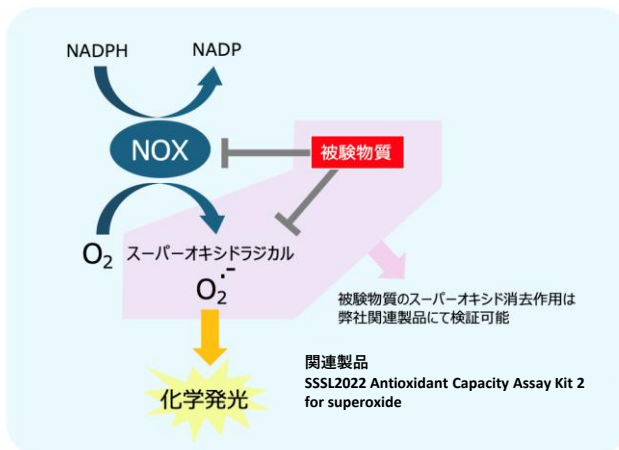 NADPH
NADP
NOX
被験物質
O₂
スーパーオキシドラジカル
O₂・⁻
被験物質のスーパーオキシド消去作用は
弊社関連製品にて検証可能
化学発光
関連製品
SSSL2022 Antioxidant Capacity Assay Kit 2
for superoxide